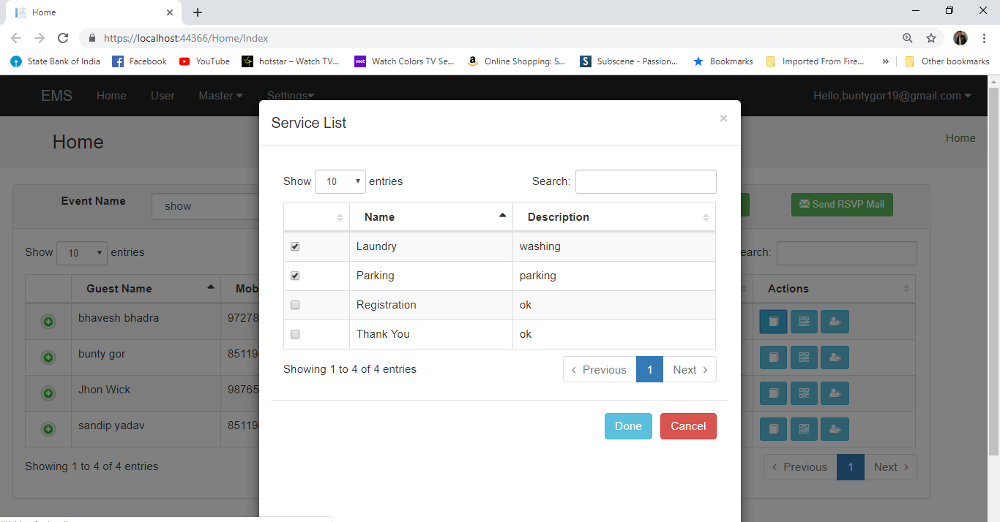 Home
https://localhost:44366/Home/Index
State Bank of India Facebook YouTube hotstar – Watch TV... voot Watch Colors TV Se... Online Shopping: S... Subscene - Passion... Bookmarks Imported From Fire... » Other bookmarks
EMS Home User Master Settings Hello,buntygor19@gmail.com
Home Home
Service List ×
Event Name show Send RSVP Mail
Show 10 entries Search:
Name Description
Laundry washing
Parking parking
Registration ok
Thank You ok
Showing 1 to 4 of 4 entries Previous 1 Next
Done Cancel
Show 10 entries earch:
Guest Name Mob Actions
bhavesh bhadra 97278
bunty gor 85119
Jhon Wick 98765
sandip yadav 85119
Showing 1 to 4 of 4 entries Previous 1 Next